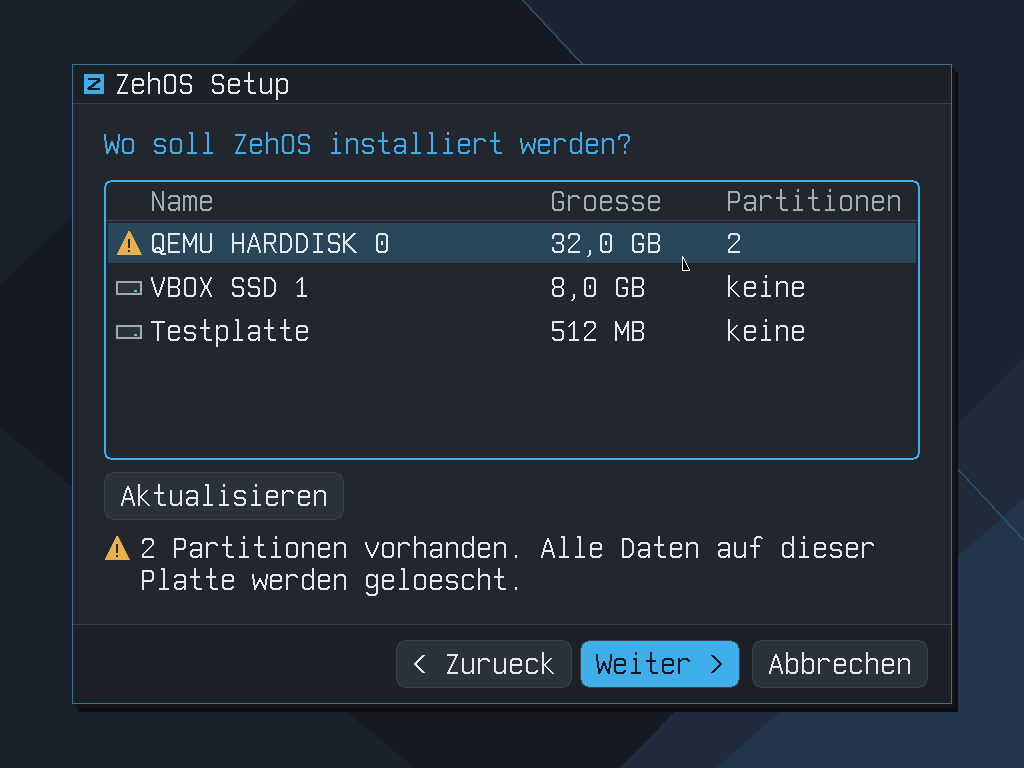 Z ZehOS Setup
Wo soll ZehOS installiert werden?
Name Groesse Partitionen
QEMU HARDDISK 0 32,0 GB 2
VBOX SSD 1 8,0 GB keine
Testplatte 512 MB keine
Aktualisieren
2 Partitionen vorhanden. Alle Daten auf dieser
Platte werden geloescht.
< Zurueck Weiter > Abbrechen